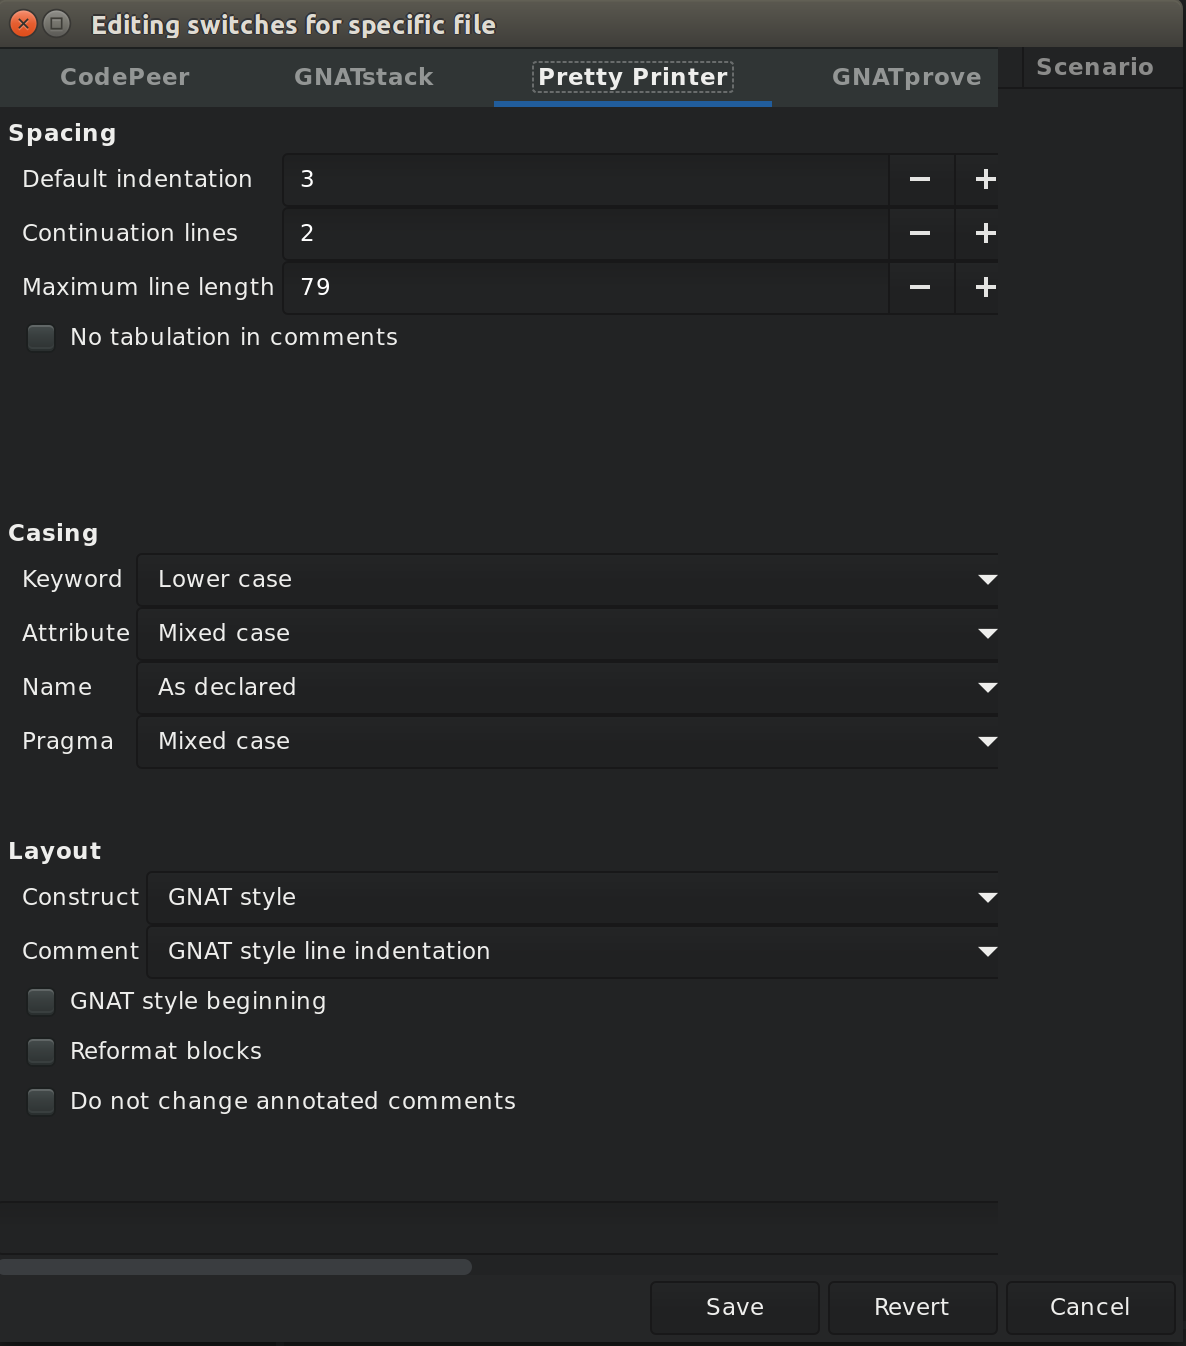 Editing switches for specific file
CodePeer GNATstack Pretty Printer GNATprove Scenario
Spacing
Default indentation 3 − +
Continuation lines 2 − +
Maximum line length 79 − +
No tabulation in comments
Casing
Keyword Lower case
Attribute Mixed case
Name As declared
Pragma Mixed case
Layout
Construct GNAT style
Comment GNAT style line indentation
GNAT style beginning
Reformat blocks
Do not change annotated comments
Save Revert Cancel